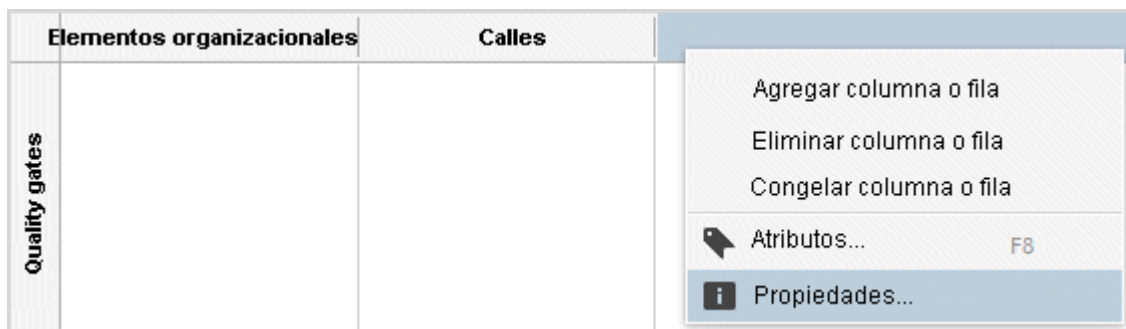 Elementos organizacionales Calles
Quality gates
Agregar columna o fila
Eliminar columna o fila
Congelar columna o fila
Atributos... F8
Propiedades...